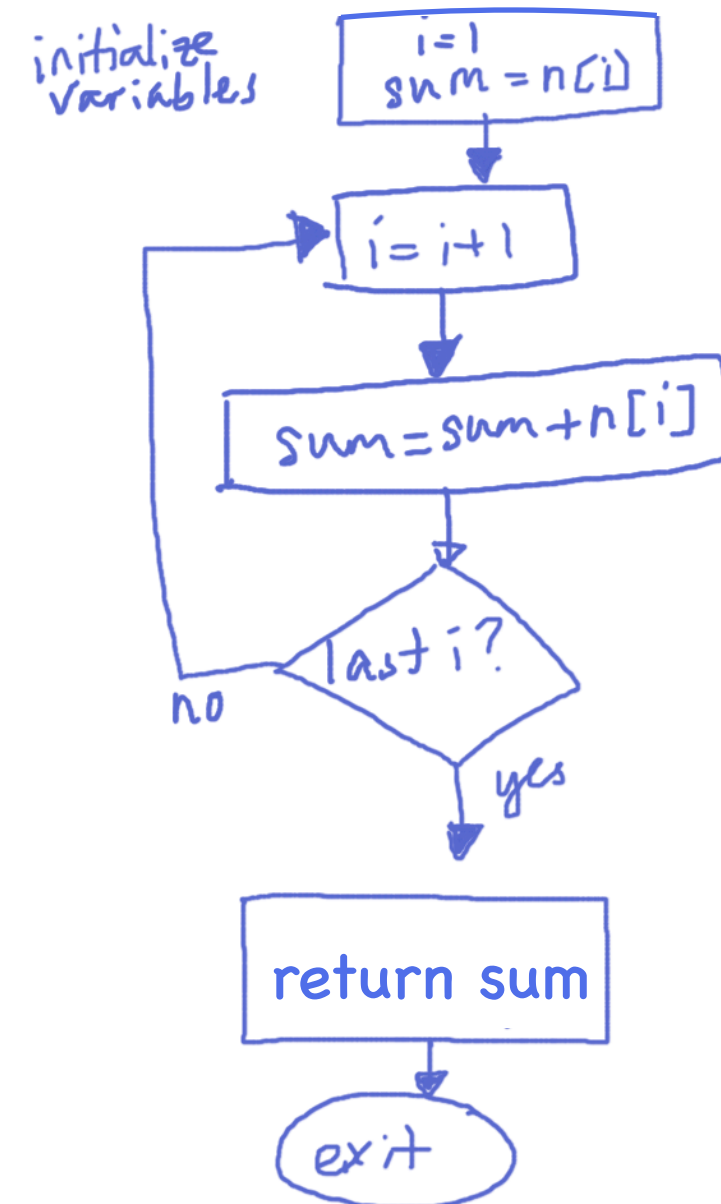 initialize
variables
i=1
sum = n[i]
i=i+1
sum=sum+n[i]
last i?
no
yes
return sum
exit